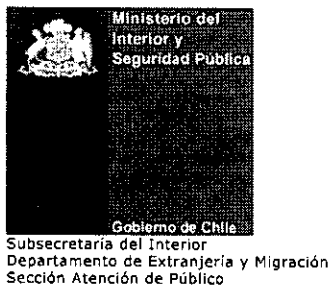 Ministerio del
Interior y
Seguridad Pública
Gobierno de Chile
Subsecretaría del Interior
Departamento de Extranjería y Migración
Sección Atención de Público